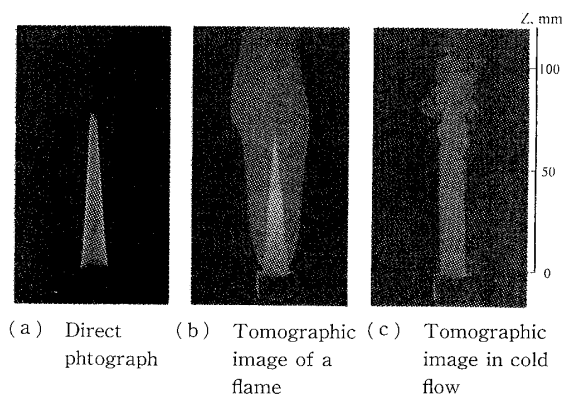 Z, mm
100
50
0
(a) Direct
phtograph
(b) Tomographic
image of a
flame
(c) Tomographic
image in cold
flow